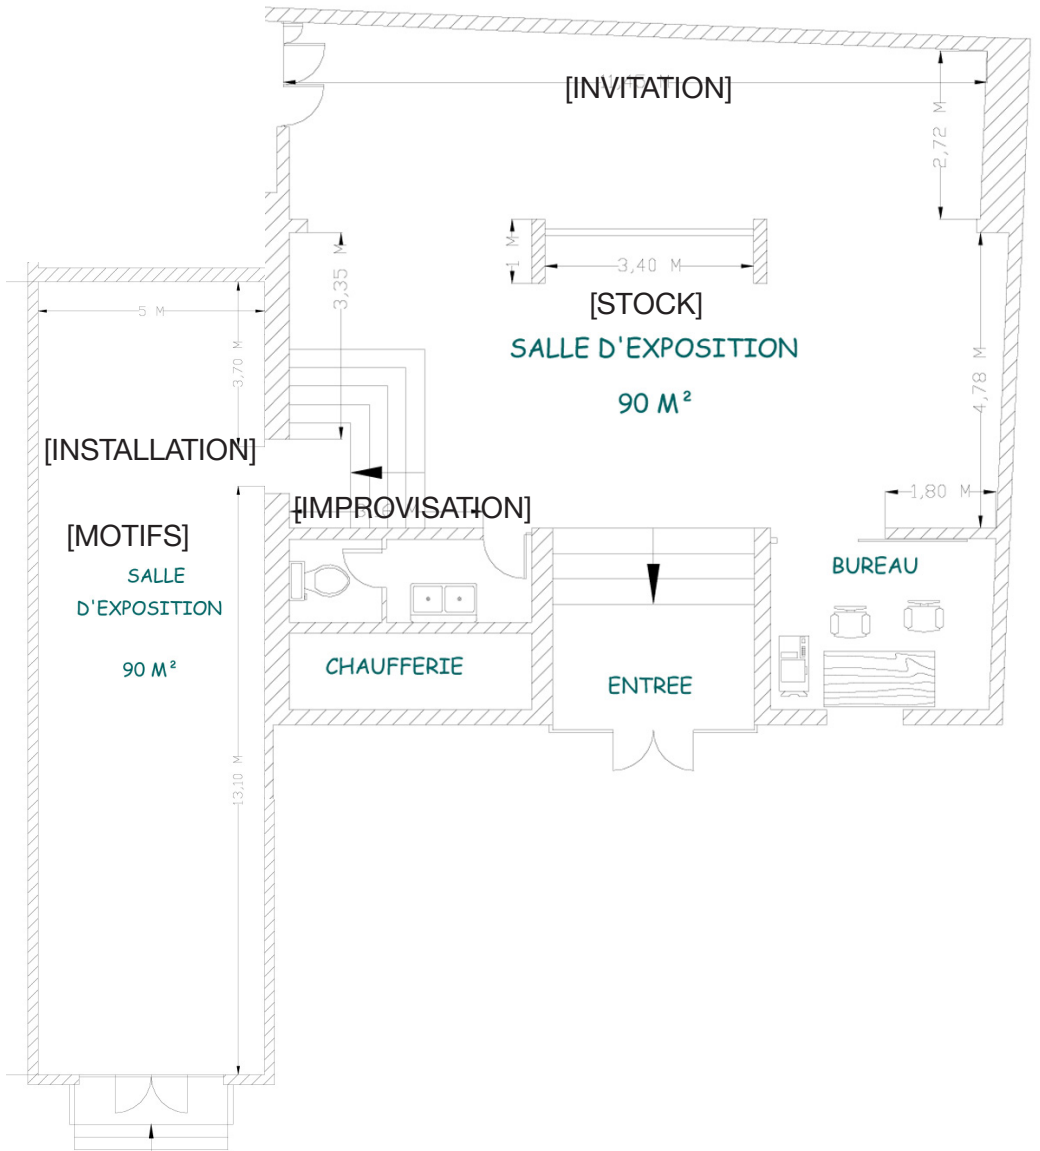 [INVITATION]
2,72 M
1 M
3,40 M
3,35 M
[STOCK]
5 M
SALLE D'EXPOSITION
3,70 M
4,78 M
90 M²
[INSTALLATION]
1,80 M
[IMPROVISATION]
[MOTIFS]
BUREAU
SALLE
D'EXPOSITION
90 M²
CHAUFFERIE
ENTREE
13,10 M